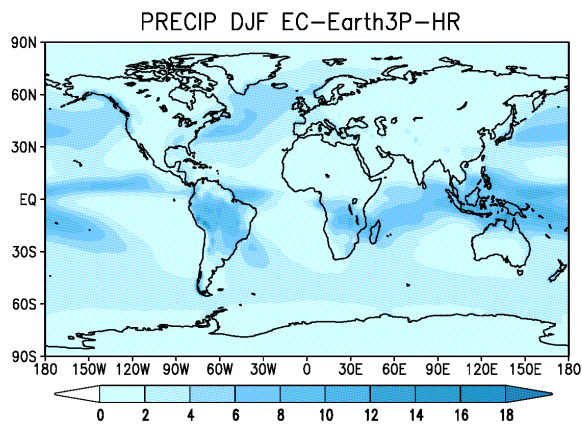 PRECIP DJF EC-Earth3P-HR
90N
60N
30N
EQ
30S
60S
90S
180 150W 120W 90W 60W 30W 0 30E 60E 90E 120E 150E 180
0 2 4 6 8 10 12 14 16 18